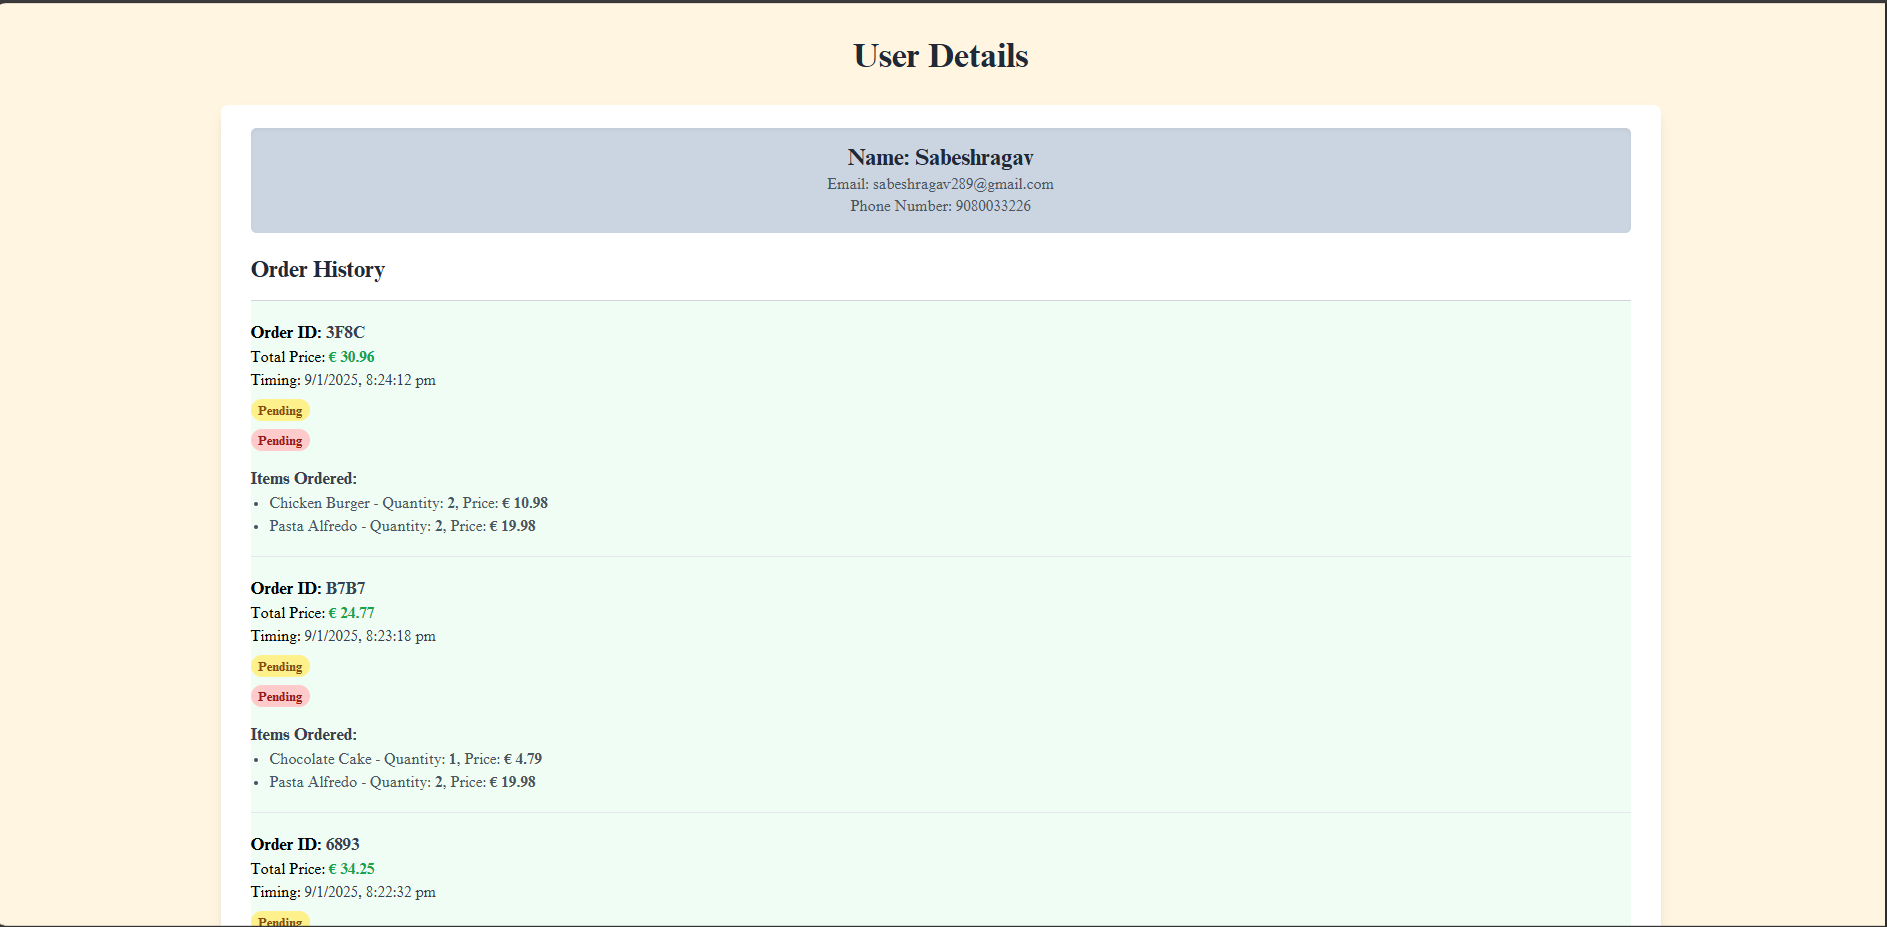 User Details
Name: Sabeshragav
Email: sabeshragav289@gmail.com
Phone Number: 9080033226
Order History
Order ID: 3F8C
Total Price: € 30.96
Timing: 9/1/2025, 8:24:12 pm
Pending
Pending
Items Ordered:
• Chicken Burger - Quantity: 2, Price: € 10.98
• Pasta Alfredo - Quantity: 2, Price: € 19.98
Order ID: B7B7
Total Price: € 24.77
Timing: 9/1/2025, 8:23:18 pm
Pending
Pending
Items Ordered:
• Chocolate Cake - Quantity: 1, Price: € 4.79
• Pasta Alfredo - Quantity: 2, Price: € 19.98
Order ID: 6893
Total Price: € 34.25
Timing: 9/1/2025, 8:22:32 pm
Pending